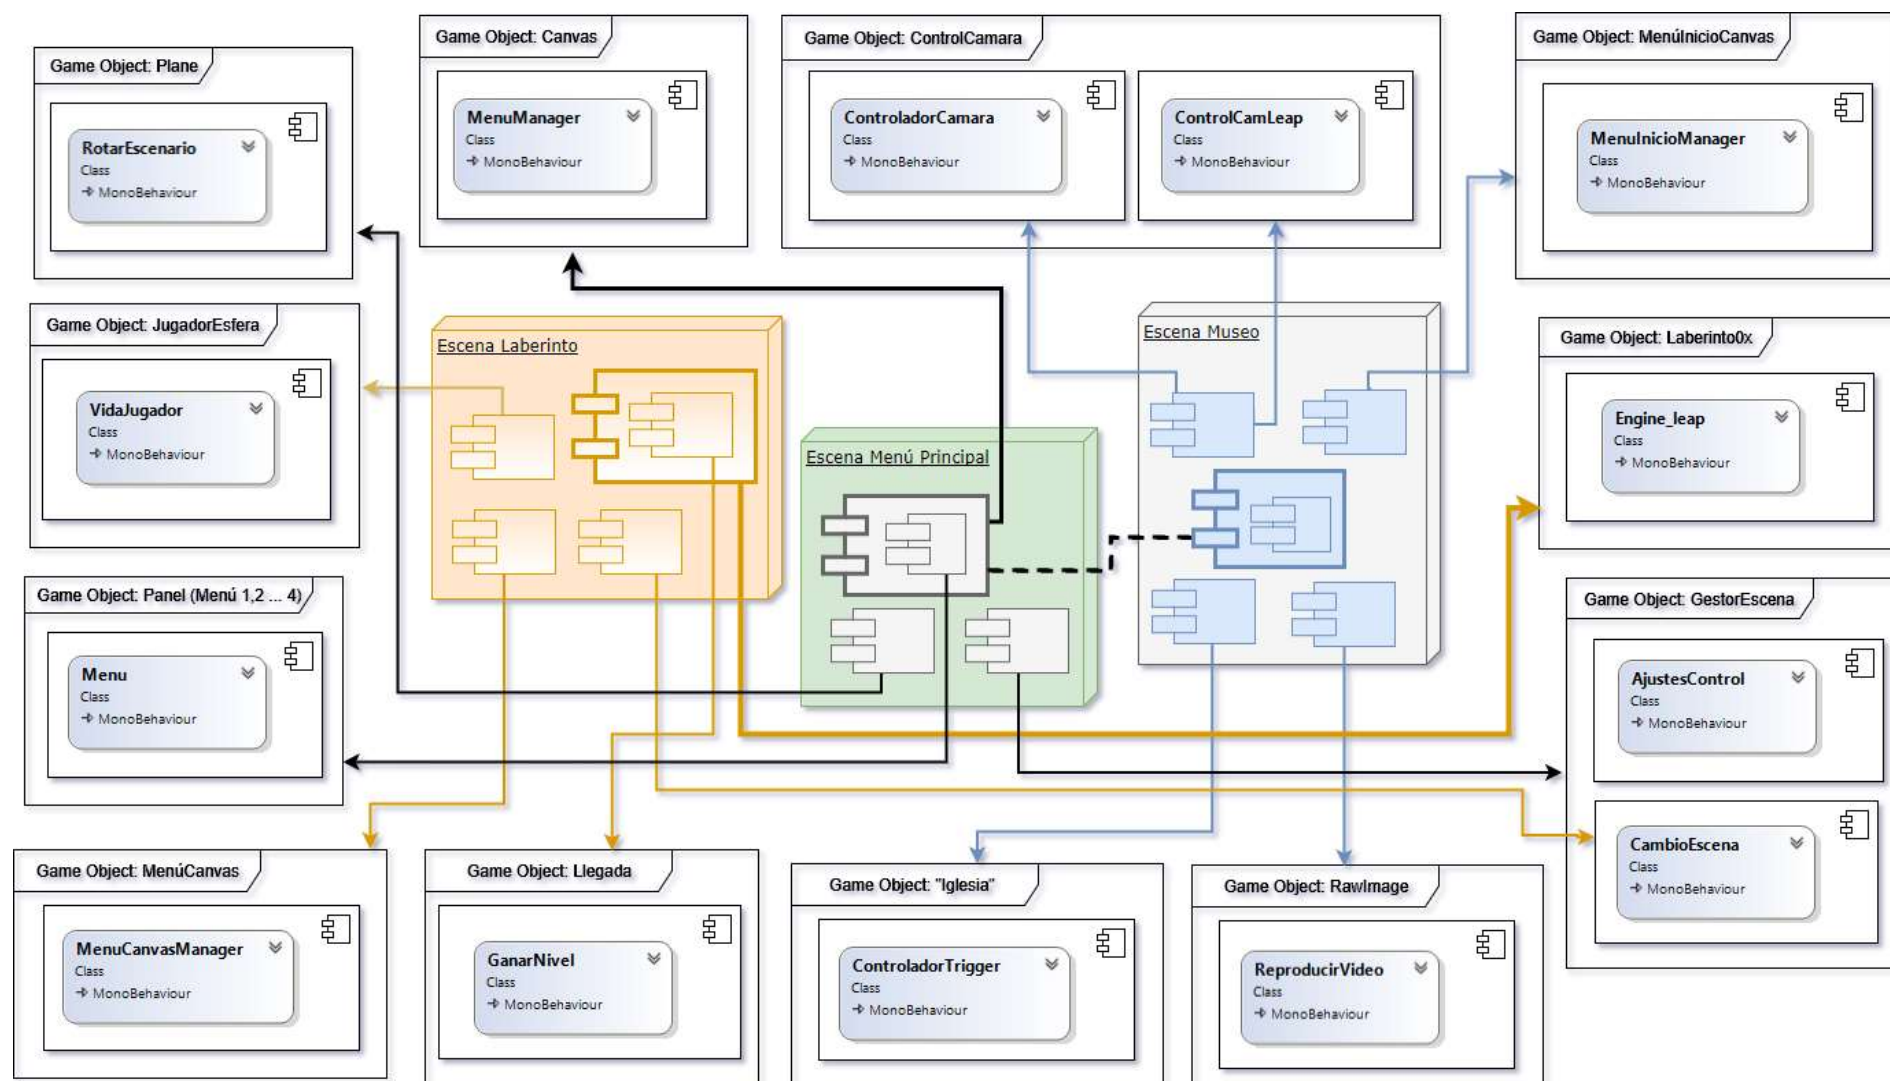 Game Object: Plane
RotarEscenario
Class
MonoBehaviour
Game Object: Canvas
MenuManager
Class
MonoBehaviour
Game Object: ControlCamara
ControladorCamara
Class
MonoBehaviour
ControlCamLeap
Class
MonoBehaviour
Game Object: MenúInicioCanvas
MenuInicioManager
Class
MonoBehaviour
Game Object: JugadorEsfera
VidaJugador
Class
MonoBehaviour
Escena Laberinto
Escena Menú Principal
Escena Museo
Game Object: Laberinto0x
Engine_leap
Class
MonoBehaviour
Game Object: Panel (Menú 1,2 ... 4)
Menu
Class
MonoBehaviour
Game Object: GestorEscena
AjustesControl
Class
MonoBehaviour
CambioEscena
Class
MonoBehaviour
Game Object: MenúCanvas
MenuCanvasManager
Class
MonoBehaviour
Game Object: Llegada
GanarNivel
Class
MonoBehaviour
Game Object: "Iglesia"
ControladorTrigger
Class
MonoBehaviour
Game Object: RawImage
ReproducirVideo
Class
MonoBehaviour